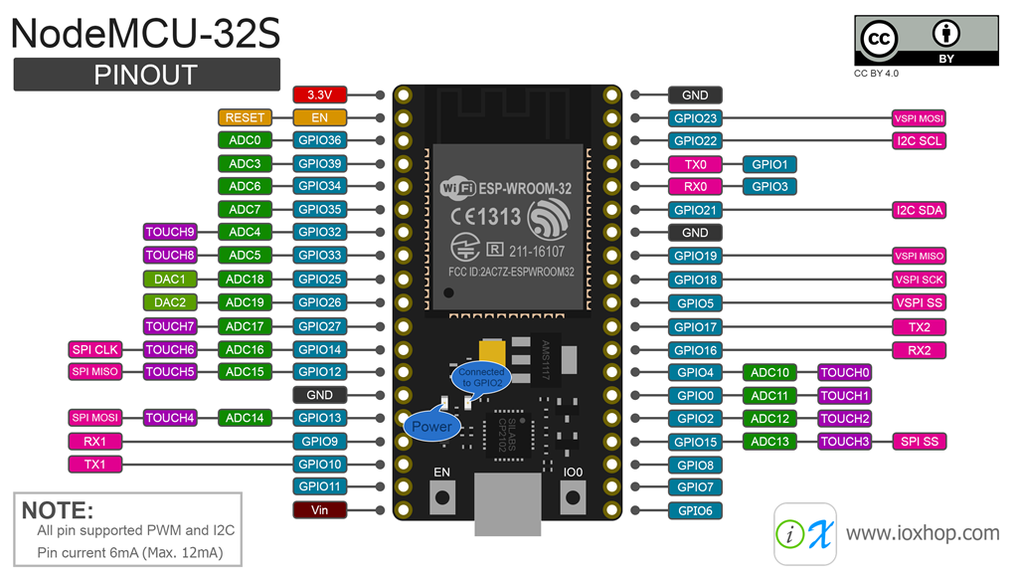 NodeMCU-32S
PINOUT
CC BY
CC BY 4.0
3.3V GND
RESET EN GPIO23 VSPI MOSI
ADC0 GPIO36 GPIO22 I2C SCL
ADC3 GPIO39 TX0 GPIO1
ADC6 GPIO34 RX0 GPIO3
ADC7 GPIO35 GPIO21 I2C SDA
TOUCH9 ADC4 GPIO32 GND
TOUCH8 ADC5 GPIO33 GPIO19 VSPI MISO
DAC1 ADC18 GPIO25 GPIO18 VSPI SCK
DAC2 ADC19 GPIO26 GPIO5 VSPI SS
TOUCH7 ADC17 GPIO27 GPIO17 TX2
SPI CLK TOUCH6 ADC16 GPIO14 GPIO16 RX2
SPI MISO TOUCH5 ADC15 GPIO12 GPIO4 ADC10 TOUCH0
GND GPIO0 ADC11 TOUCH1
SPI MOSI TOUCH4 ADC14 GPIO13 GPIO2 ADC12 TOUCH2
RX1 GPIO9 GPIO15 ADC13 TOUCH3 SPI SS
TX1 GPIO10 GPIO8
GPIO11 GPIO7
Vin GPIO6
WiFi ESP-WROOM-32
CE1313
R 211-16107
FCC ID:2AC7Z-ESPWROOM32
AMS1117
Connected
to GPIO2
Power
SILABS
CP2102
EN IO0
NOTE:
All pin supported PWM and I2C
Pin current 6mA (Max. 12mA)
iX www.ioxhop.com